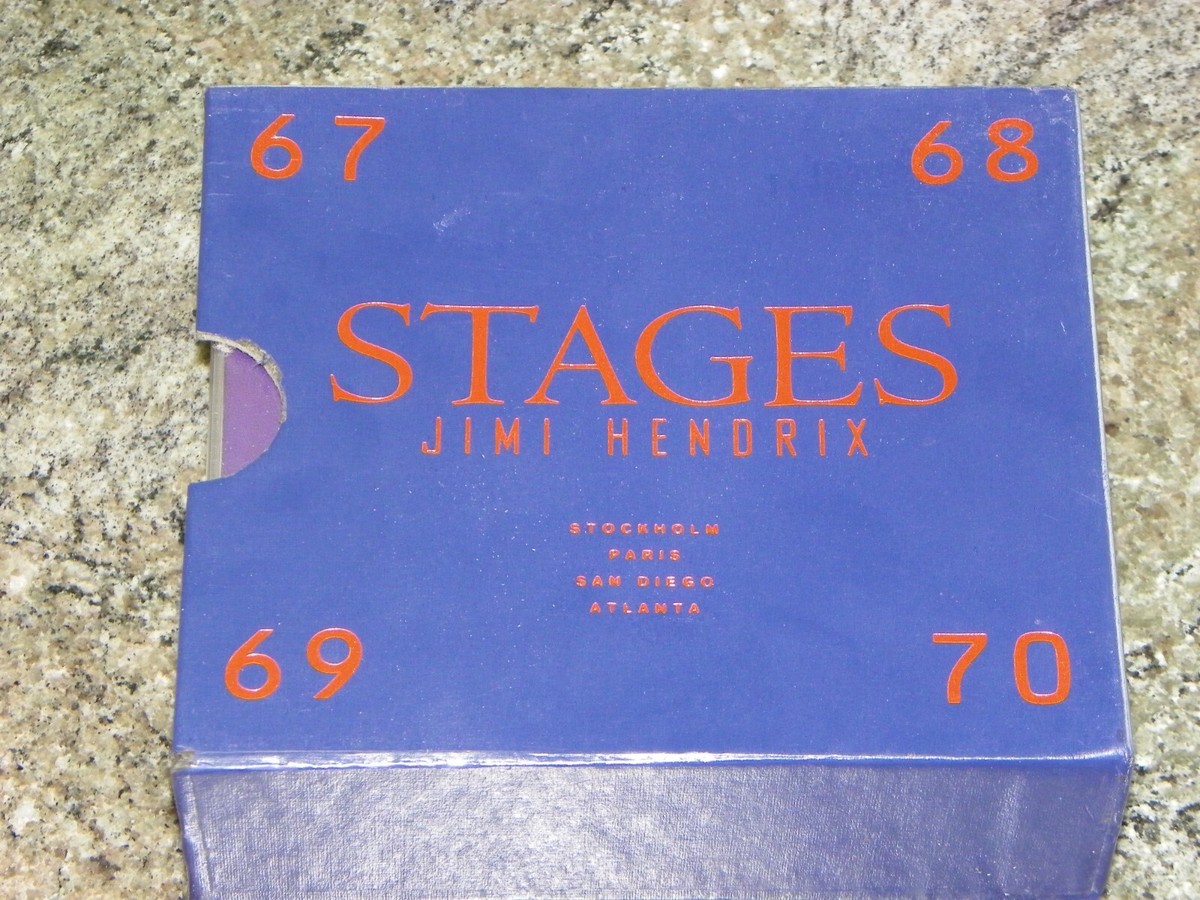 67 68
STAGES
JIMI HENDRIX
STOCKHOLM
PARIS
SAN DIEGO
ATLANTA
69 70